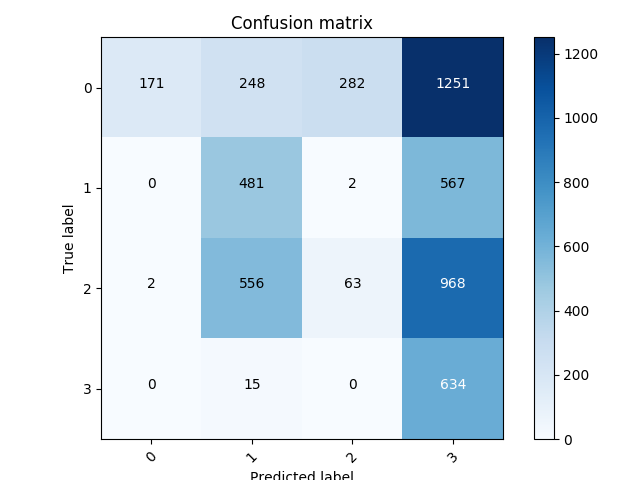 Confusion matrix
0 171 248 282 1251
1 0 481 2 567
2 2 556 63 968
3 0 15 0 634
0 1 2 3
True label
Predicted label
1200
1000
800
600
400
200
0